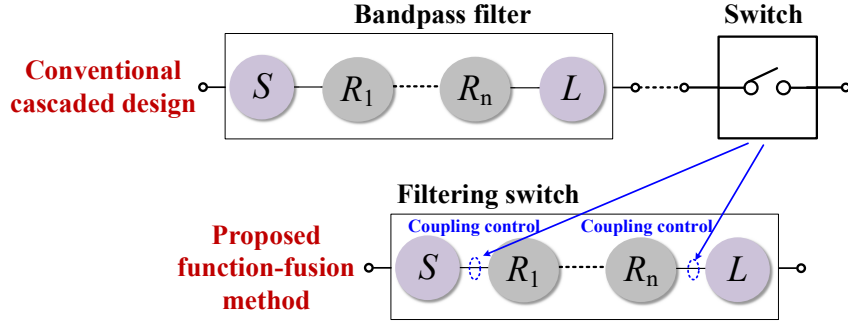 Bandpass filter
Switch
Conventional
cascaded design
S
R1
Rn
L
Filtering switch
Coupling control
Coupling control
Proposed
function-fusion
method
S
R1
Rn
L